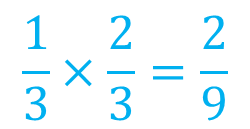 1/3 × 2/3 = 2/9